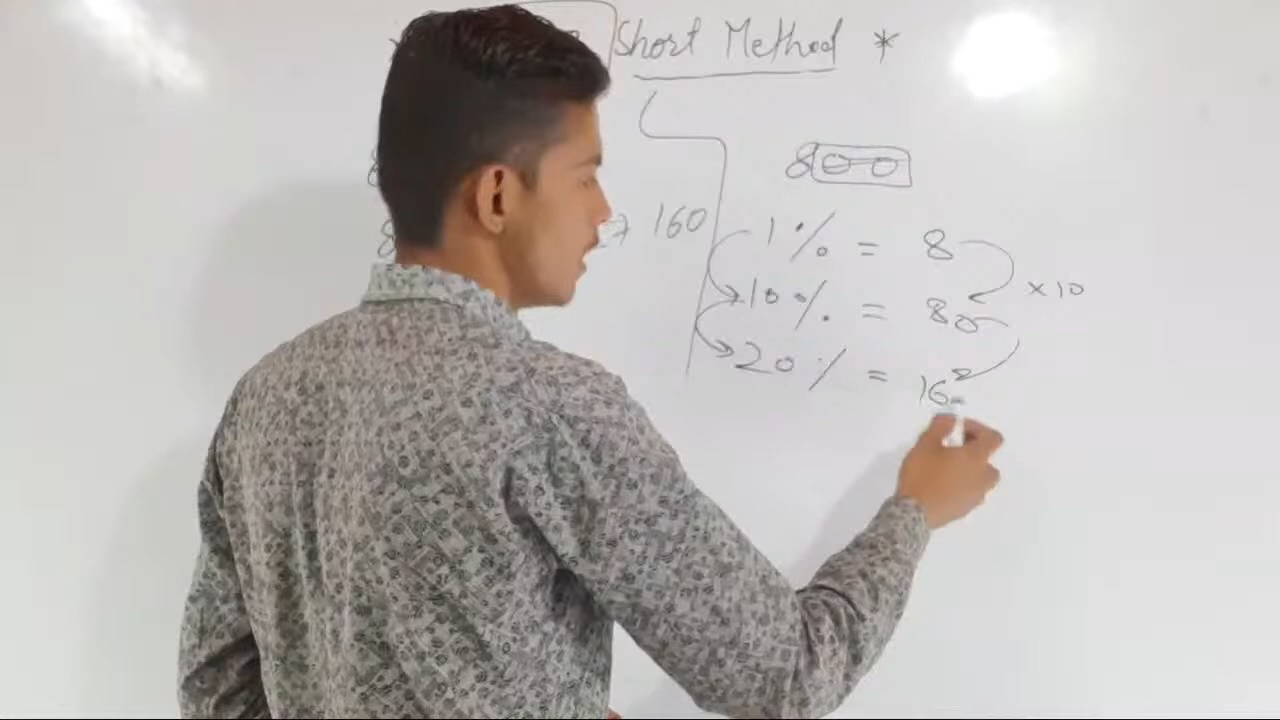 Short Method *
800
160
1% = 8
×10
10% = 80
20% = 160